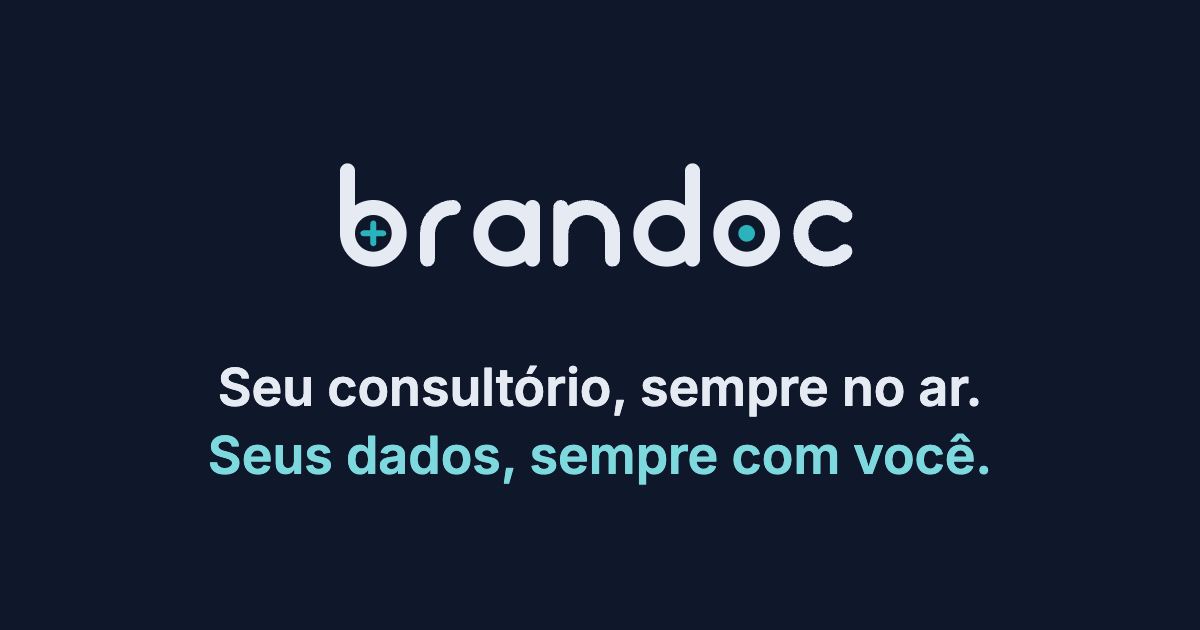 brandoc
Seu consultório, sempre no ar.
Seus dados, sempre com você.